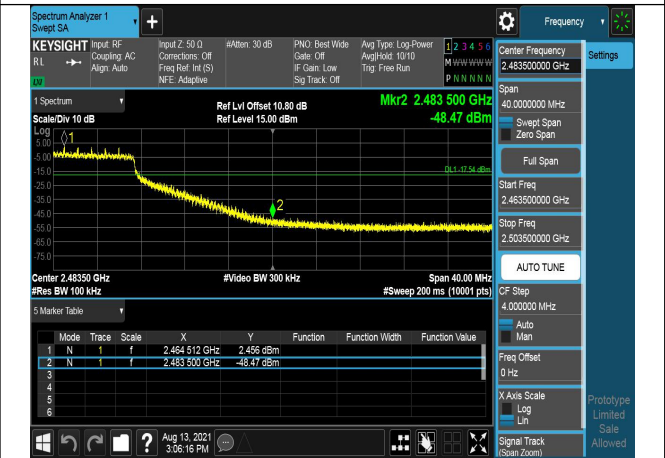 Spectrum Analyzer 1
Swept SA
Frequency
KEYSIGHT
RL
Input: RF
Coupling: AC
Align: Auto
Input Z: 50 Ω
Corrections: Off
Freq Ref: Int (S)
NFE: Adaptive
#Atten: 30 dB
PNO: Best Wide
Gate: Off
IF Gain: Low
Sig Track: Off
Avg Type: Log-Power
Avg|Hold: 10/10
Trig: Free Run
1 2 3 4 5 6
M W W W W W
P N N N N N
1 Spectrum
Scale/Div 10 dB
Ref Lvl Offset 10.80 dB
Ref Level 15.00 dBm
Mkr2 2.483 500 GHz
-48.47 dBm
Log
5.00
-5.00
-15.0
-25.0
-35.0
-45.0
-55.0
-65.0
-75.0
1
2
DL1 -17.54 dBm
Center 2.48350 GHz
#Res BW 100 kHz
#Video BW 300 kHz
Span 40.00 MHz
#Sweep 200 ms (10001 pts)
5 Marker Table
Mode Trace Scale X Y Function Function Width Function Value
1 N 1 f 2.464 512 GHz 2.456 dBm
2 N 1 f 2.483 500 GHz -48.47 dBm
3
4
5
6
Aug 13, 2021
3:06:16 PM
Center Frequency
2.483500000 GHz
Settings
Span
40.0000000 MHz
Swept Span
Zero Span
Full Span
Start Freq
2.463500000 GHz
Stop Freq
2.503500000 GHz
AUTO TUNE
CF Step
4.000000 MHz
Auto
Man
Freq Offset
0 Hz
X Axis Scale
Log
Lin
Signal Track
(Span Zoom)
Prototype
Limited
Sale
Allowed